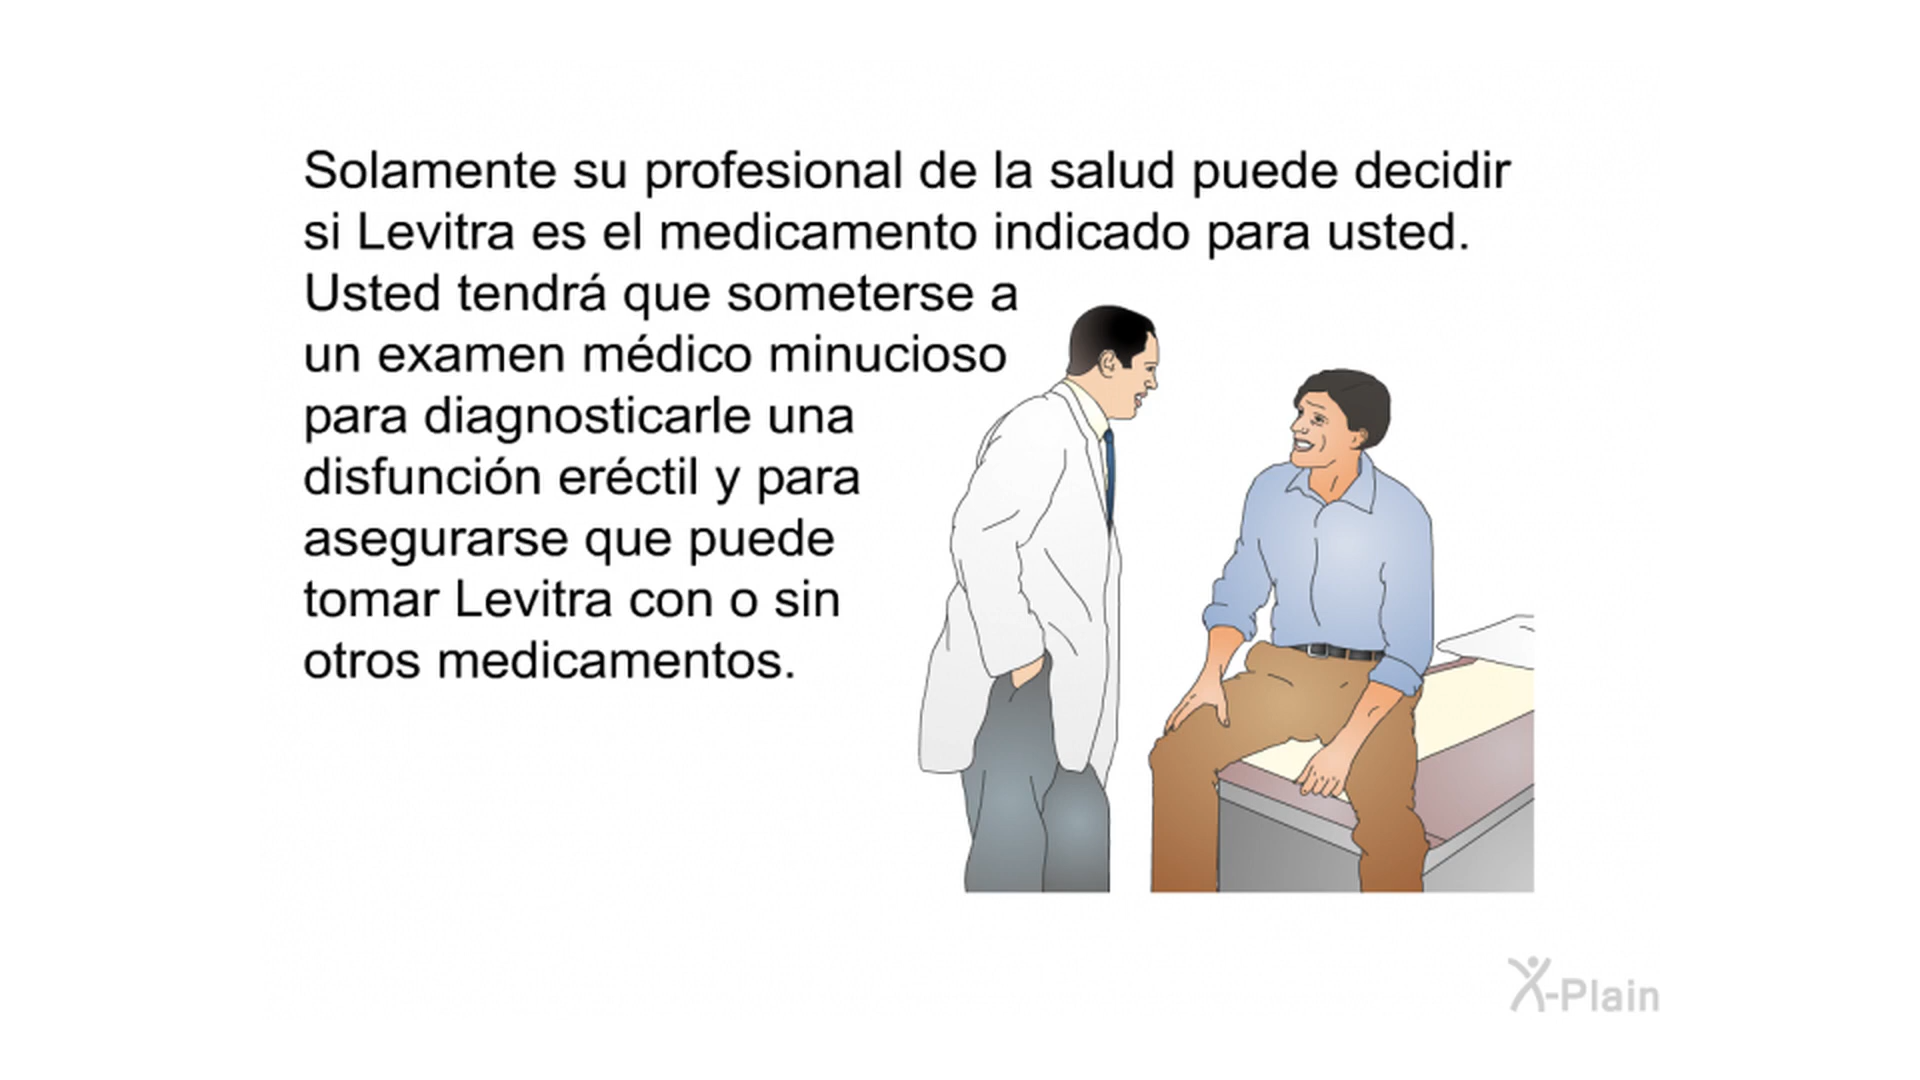 Solamente su profesional de la salud puede decidir
si Levitra es el medicamento indicado para usted.
Usted tendrá que someterse a
un examen médico minucioso
para diagnosticarle una
disfunción eréctil y para
asegurarse que puede
tomar Levitra con o sin
otros medicamentos.
X-Plain